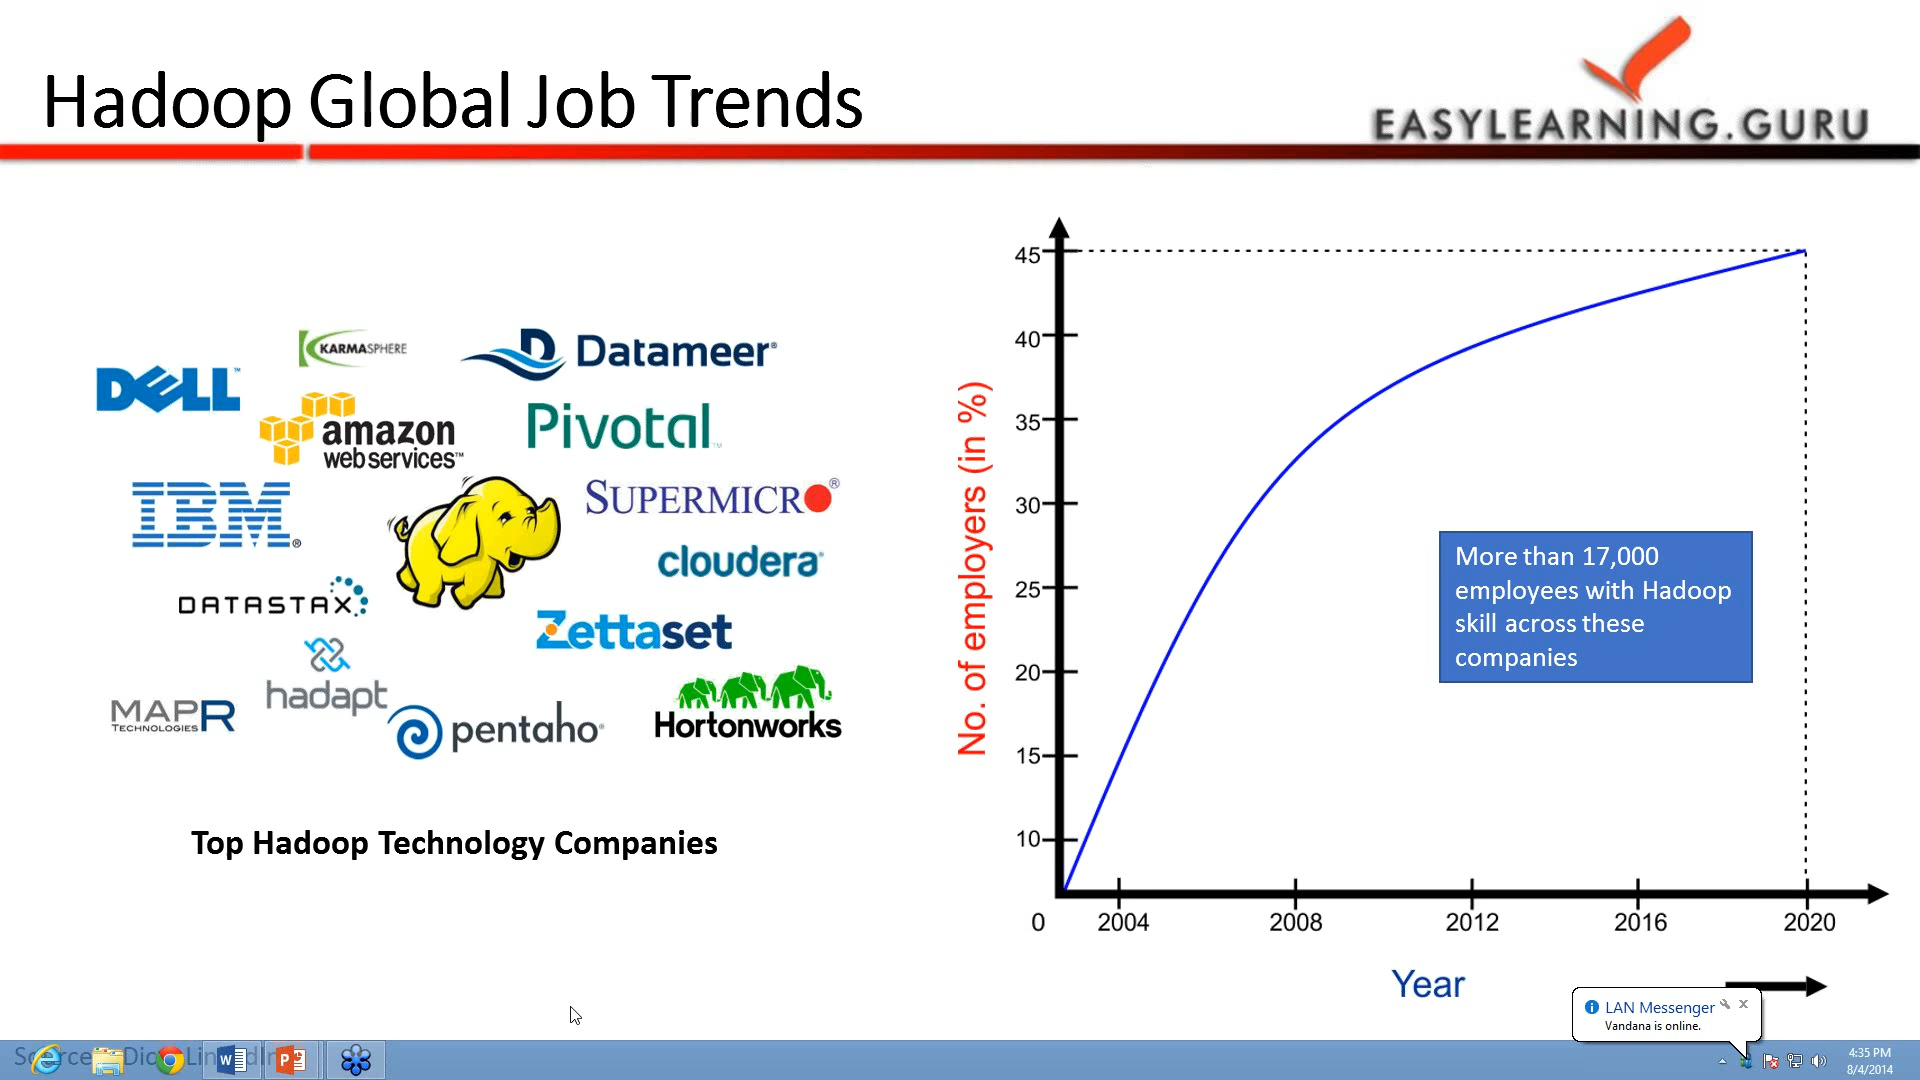 Hadoop Global Job Trends
EASYLEARNING.GURU
KARMASPHERE
Datameer®
DELL™
amazon
webservices™
Pivotal™
IBM®
SUPERMICRO®
cloudera®
DATASTAX
Zettaset
hadapt
MAPR
TECHNOLOGIES
pentaho®
Hortonworks
Top Hadoop Technology Companies
No. of employers (in %)
45
40
35
30
25
20
15
10
0
2004
2008
2012
2016
2020
Year
More than 17,000
employees with Hadoop
skill across these
companies
LAN Messenger
Vandana is online.
4:35 PM
8/4/2014